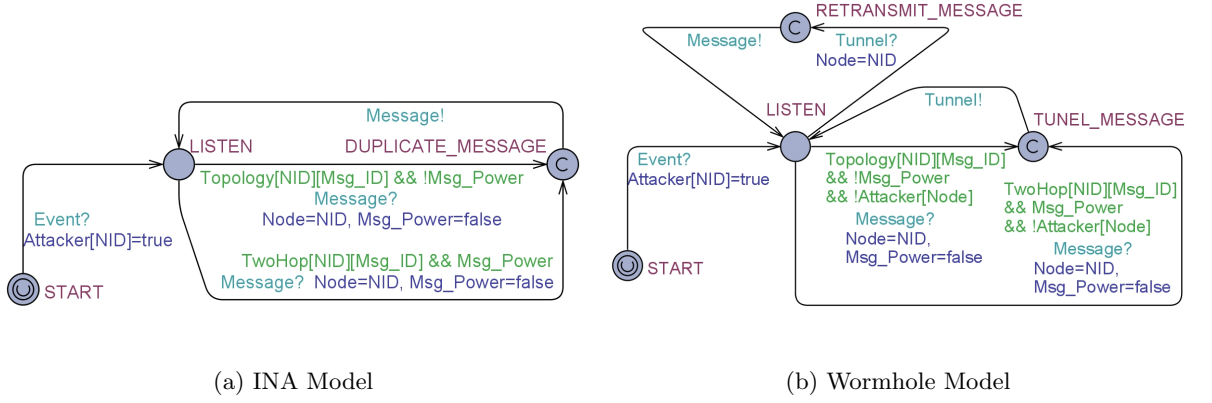 Message!
LISTEN
DUPLICATE_MESSAGE
C
Topology[NID][Msg_ID] && !Msg_Power
Message?
Node=NID, Msg_Power=false
Event?
Attacker[NID]=true
TwoHop[NID][Msg_ID] && Msg_Power
Message? Node=NID, Msg_Power=false
START
(a) INA Model
RETRANSMIT_MESSAGE
C
Message!
Tunnel?
Node=NID
Tunnel!
LISTEN
TUNEL_MESSAGE
C
Event?
Attacker[NID]=true
Topology[NID][Msg_ID]
&& !Msg_Power
&& !Attacker[Node]
Message?
Node=NID,
Msg_Power=false
TwoHop[NID][Msg_ID]
&& Msg_Power
&& !Attacker[Node]
Message?
Node=NID,
Msg_Power=false
START
(b) Wormhole Model